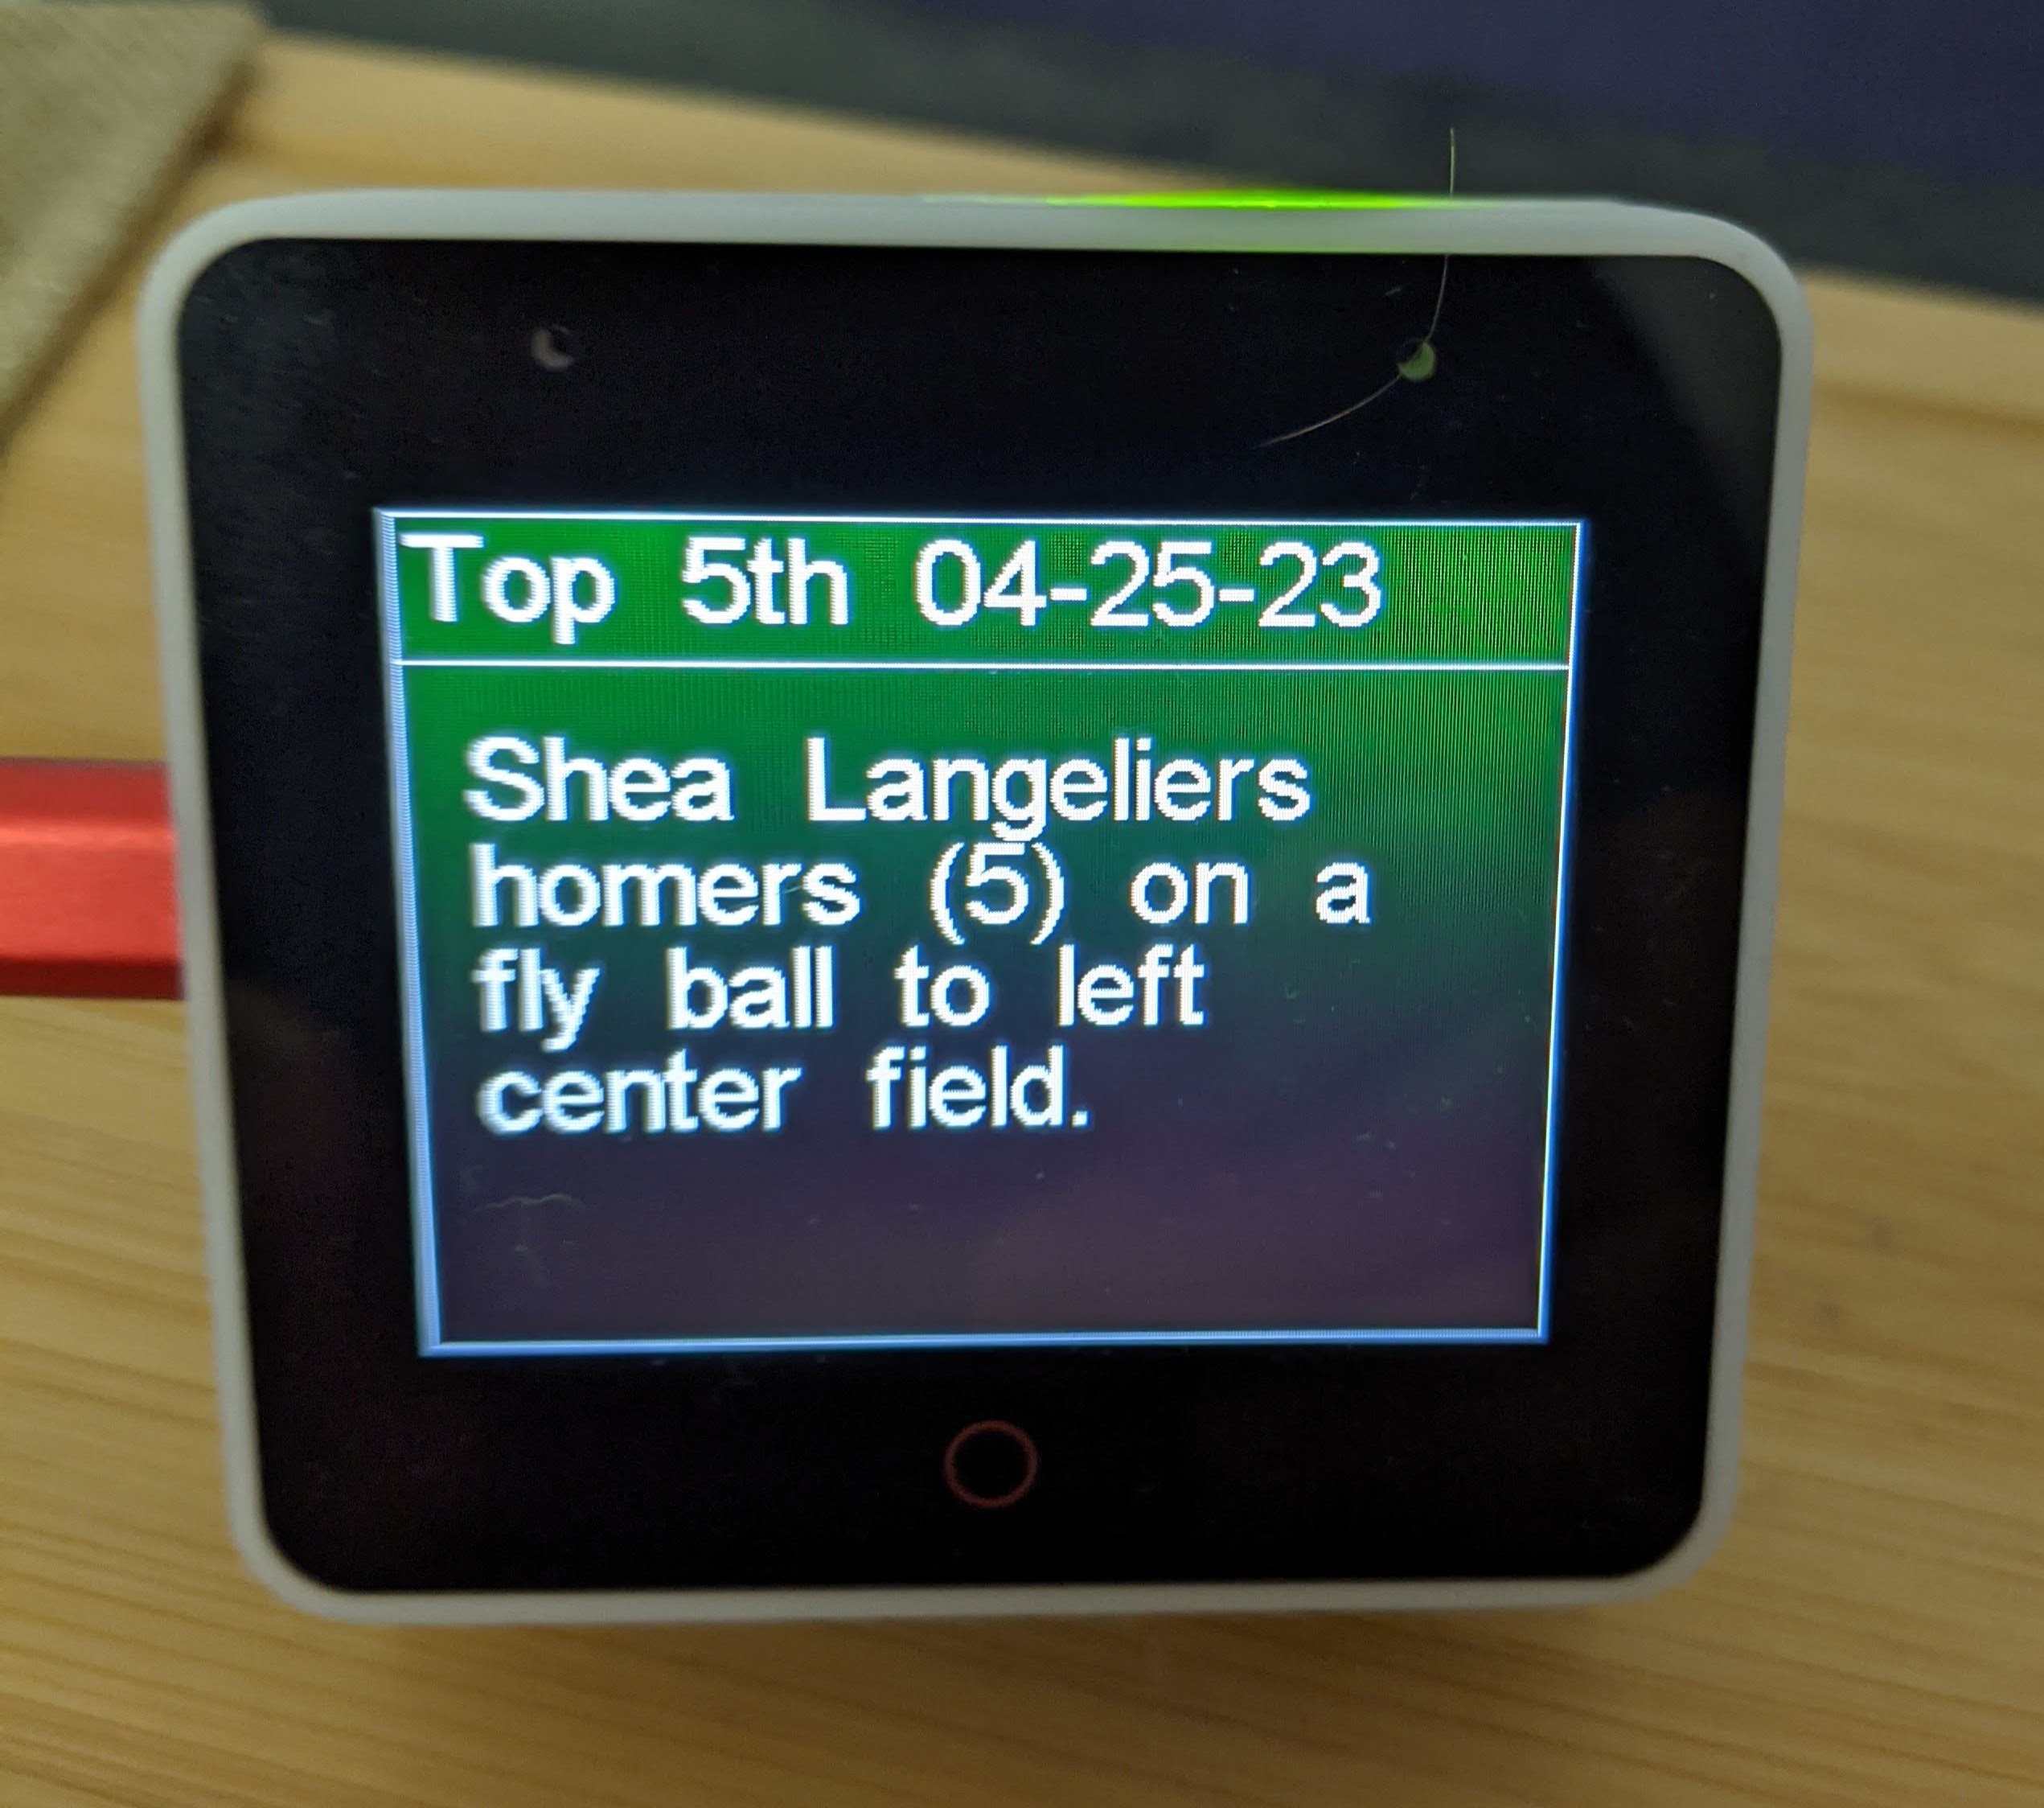 Top 5th 04-25-23
Shea Langeliers
homers (5) on a
fly ball to left
center field.